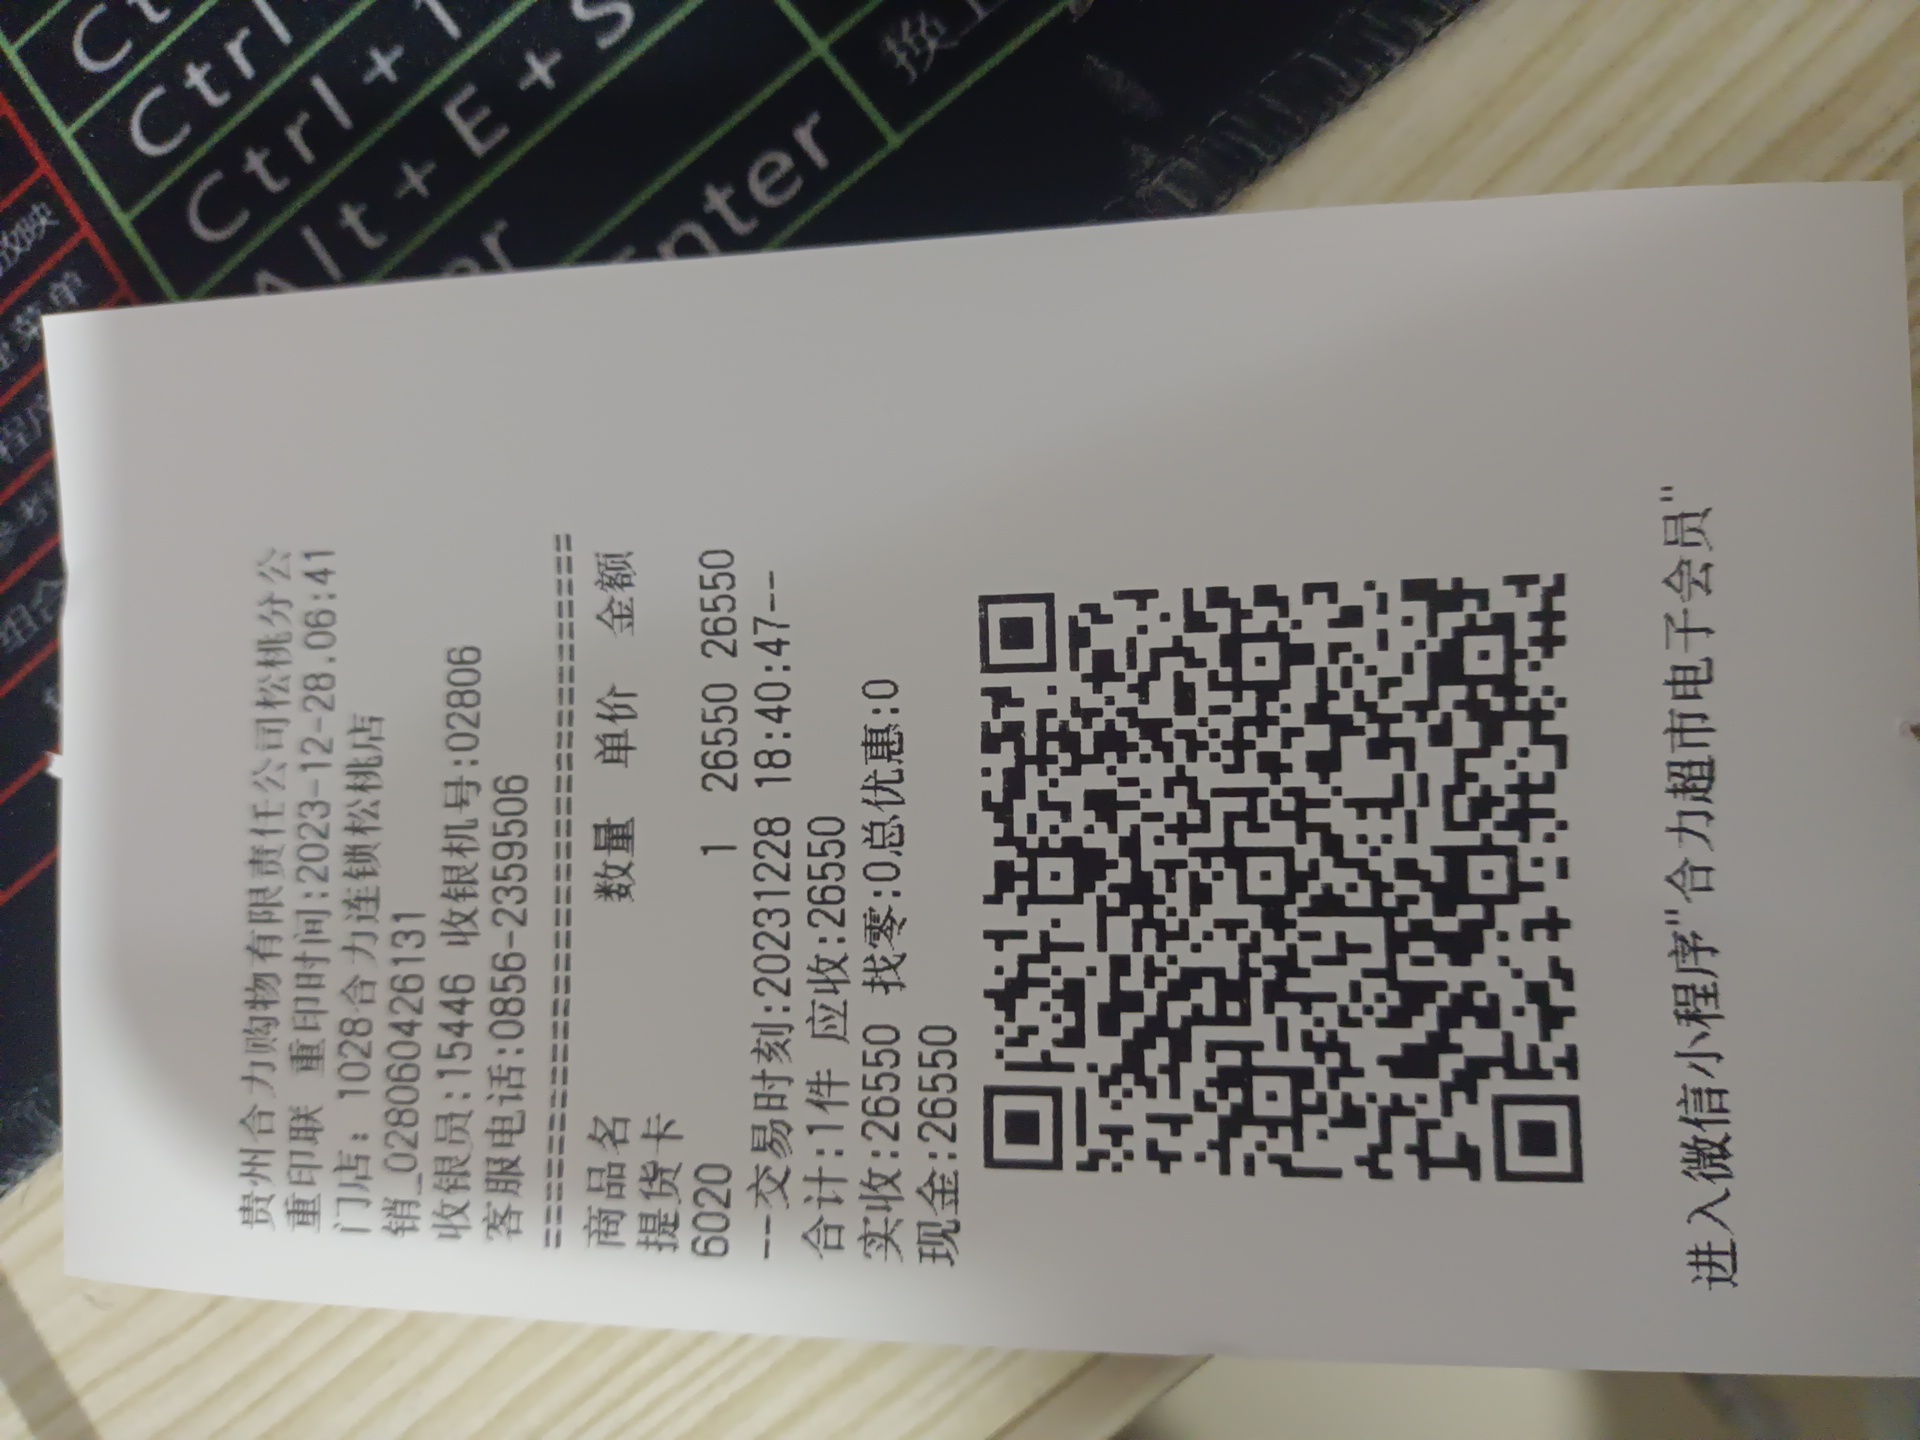 贵州合力购物有限责任公司松桃分公
重印联 重印时间:2023-12-28.06:41
门店: 1028合力连锁松桃店
销_028060426131
收银员:15446 收银机号:02806
客服电话:0856-2359506
商品名 数量 单价 金额
提货卡
6020 1 26550 26550
--交易时刻:20231228 18:40:47--
合计:1件 应收:26550
实收:26550 找零:0总优惠:0
现金:26550
进入微信小程序"合力超市电子会员"
Ctrl
Ctrl+
Alt+E+S
Enter